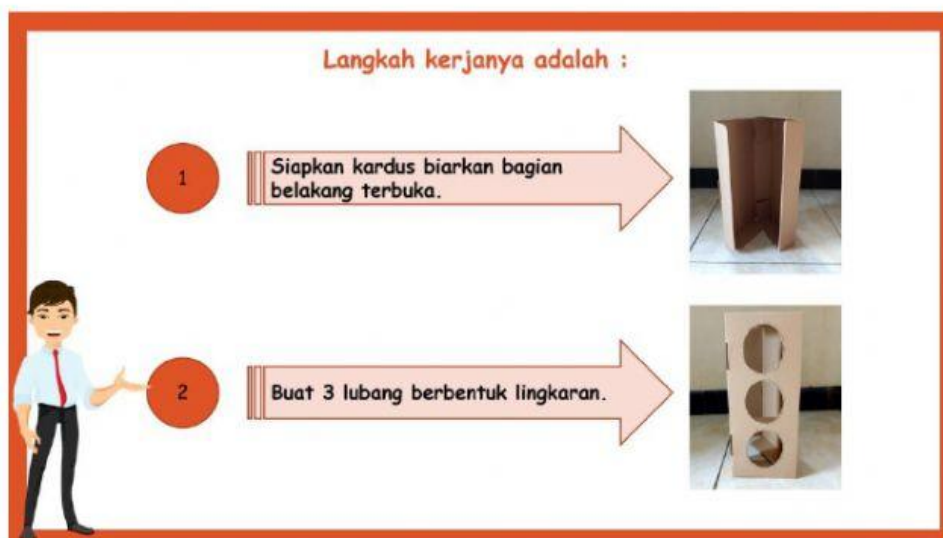 Langkah kerjanya adalah :
1
Siapkan kardus biarkan bagian
belakang terbuka.
2
Buat 3 lubang berbentuk lingkaran.